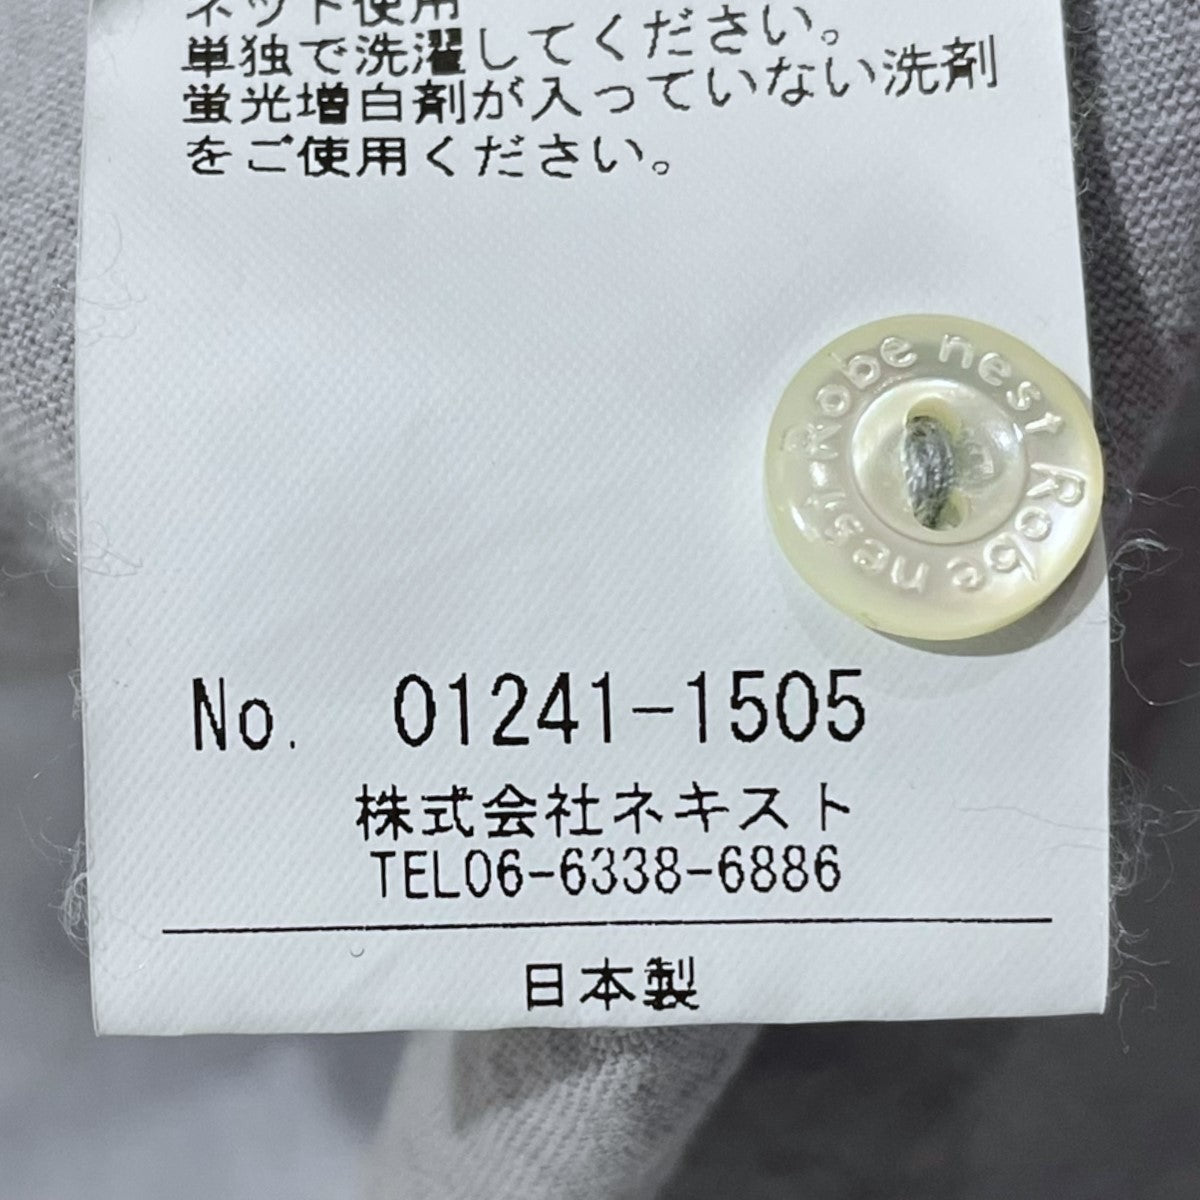 ネット使用
単独で洗濯してください。
蛍光増白剤が入っていない洗剤
をご使用ください。
Robe nest Robe nest
No. 01241-1505
株式会社ネキスト
TEL06-6338-6886
日本製